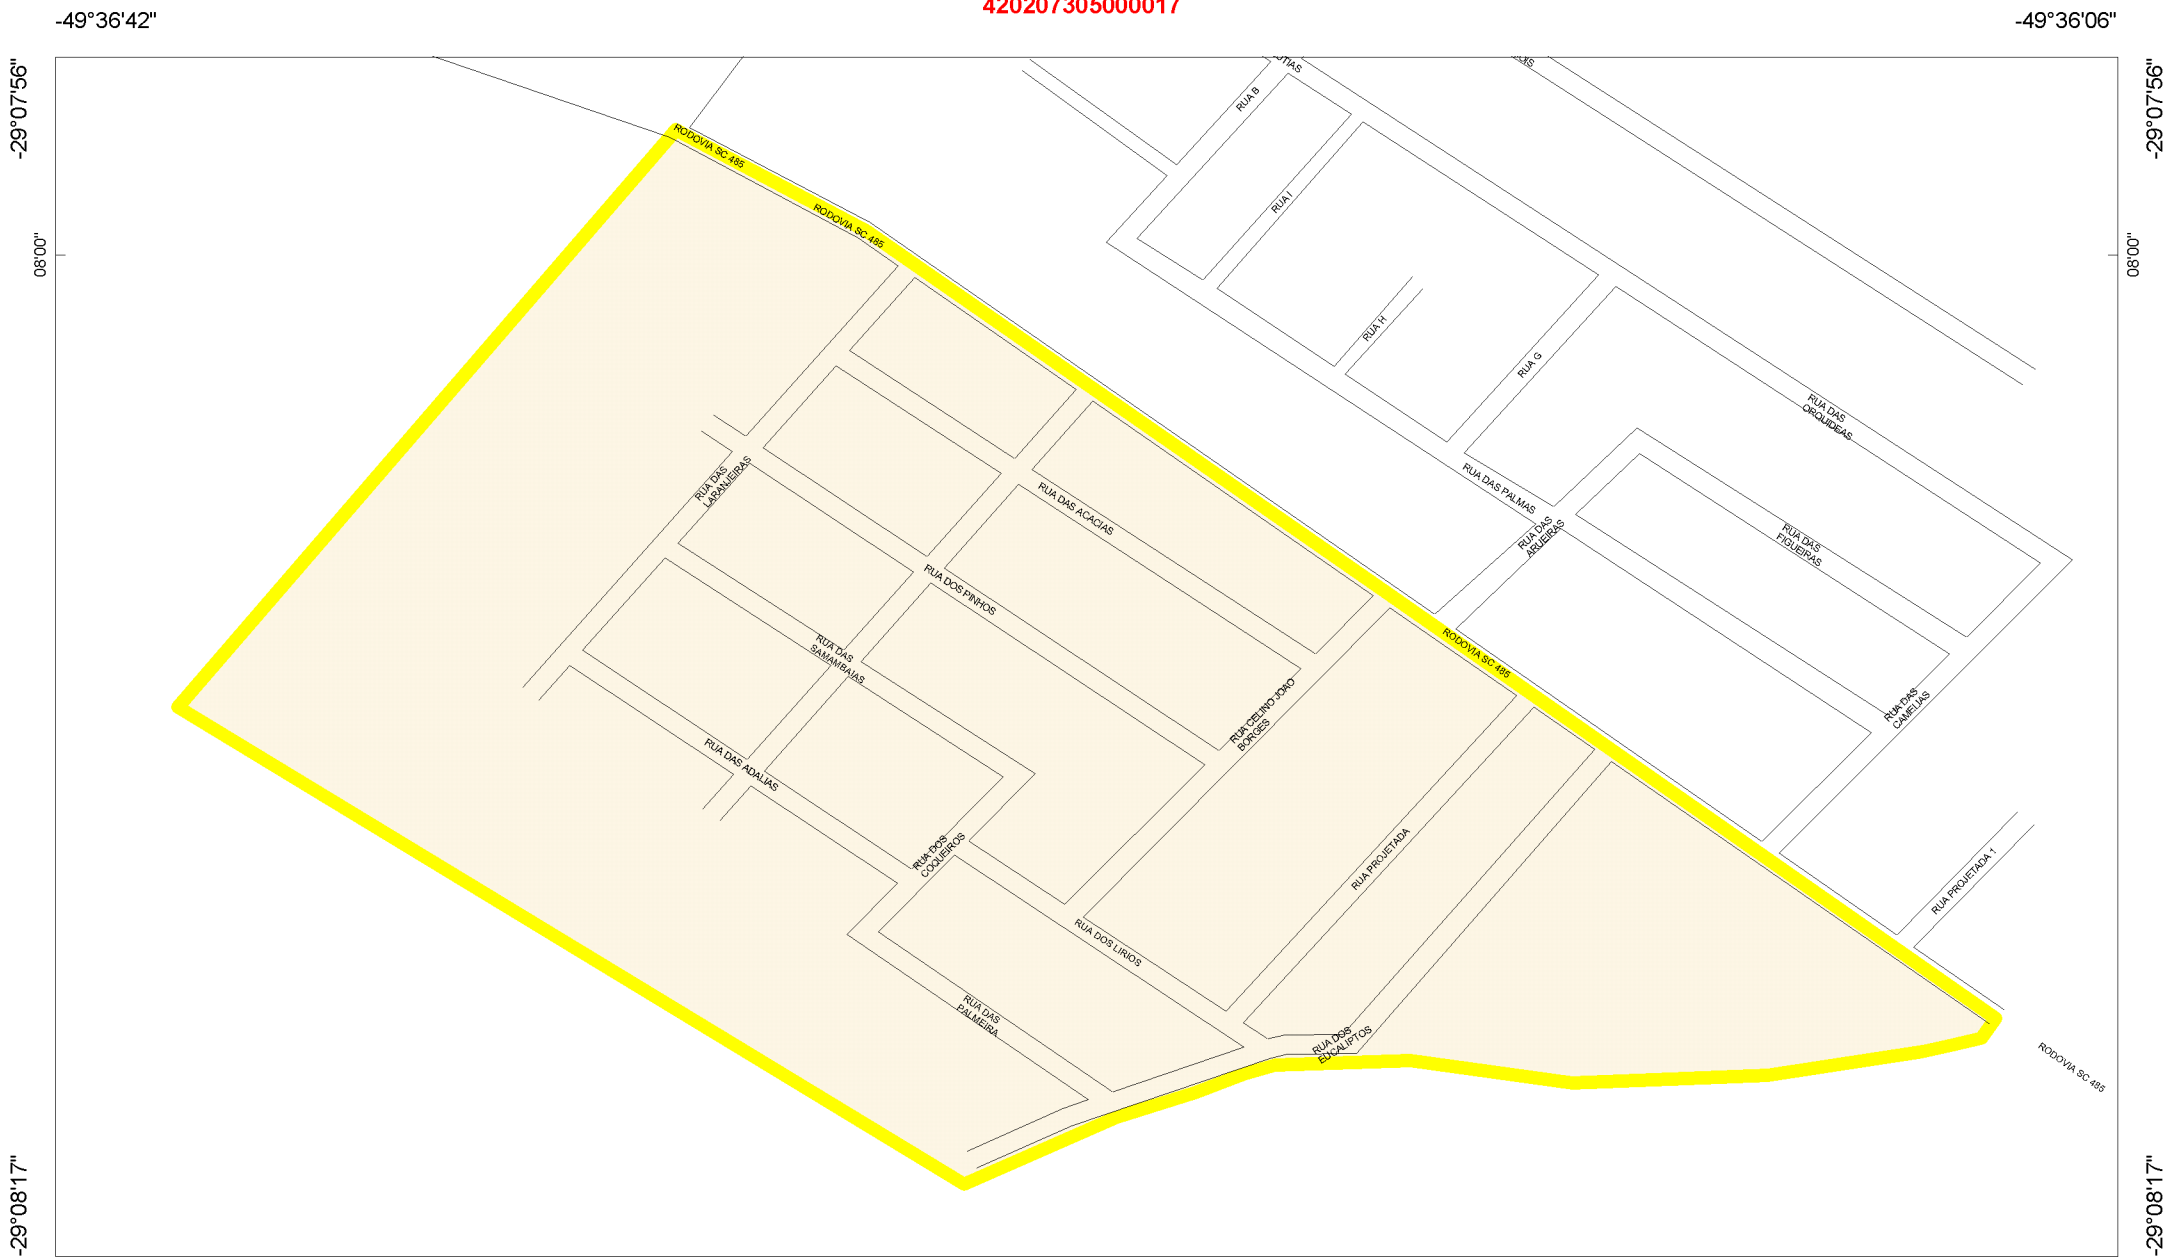 420207305000017
-49°36'42"
-49°36'06"
-29°07'56"
-29°07'56"
08'00"
08'00"
RUA B
RODOVIA SC 485
RUA I
RODOVIA SC 485
RUA H
RUA G
RUA DAS
ORQUIDEAS
RUA DAS
LARANJEIRAS
RUA DAS PALMAS
RUA DAS ACACIAS
RUA DAS
ARUEIRAS
RUA DAS
FIGUEIRAS
RUA DOS PINHOS
RUA DAS
SAMAMBAIAS
RODOVIA SC 485
RUA CELINO JOAO
BORGES
RUA DAS
CAMELIAS
RUA DAS ADALIAS
RUA DOS
COQUEIROS
RUA PROJETADA
RUA PROJETADA 1
RUA DOS LIRIOS
RUA DAS
PALMEIRA
RUA DOS
EUCALIPTOS
RODOVIA SC 485
-29°08'17"
-29°08'17"